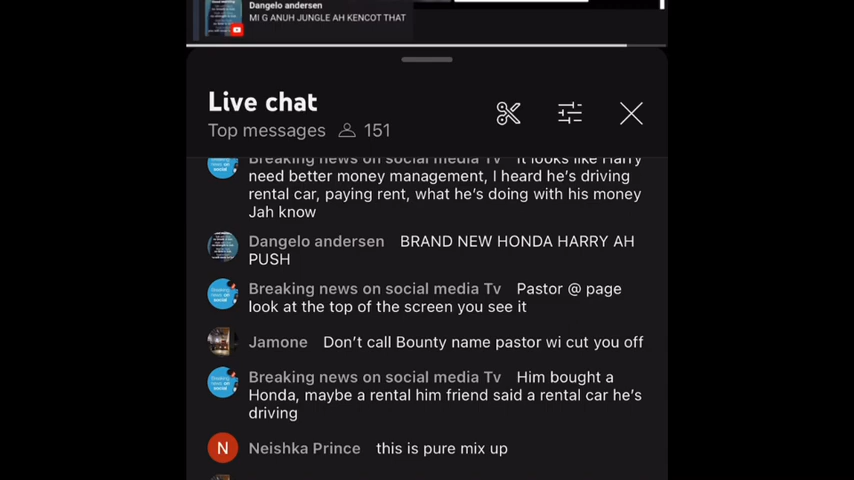 Dangelo andersen
MI G ANUH JUNGLE AH KENCOT THAT
Live chat
Top messages 151
Breaking news on social media Tv It looks like Harry
need better money management, I heard he's driving
rental car, paying rent, what he's doing with his money
Jah know
Dangelo andersen BRAND NEW HONDA HARRY AH
PUSH
Breaking news on social media Tv Pastor @ page
look at the top of the screen you see it
Jamone Don't call Bounty name pastor wi cut you off
Breaking news on social media Tv Him bought a
Honda, maybe a rental him friend said a rental car he's
driving
N Neishka Prince this is pure mix up